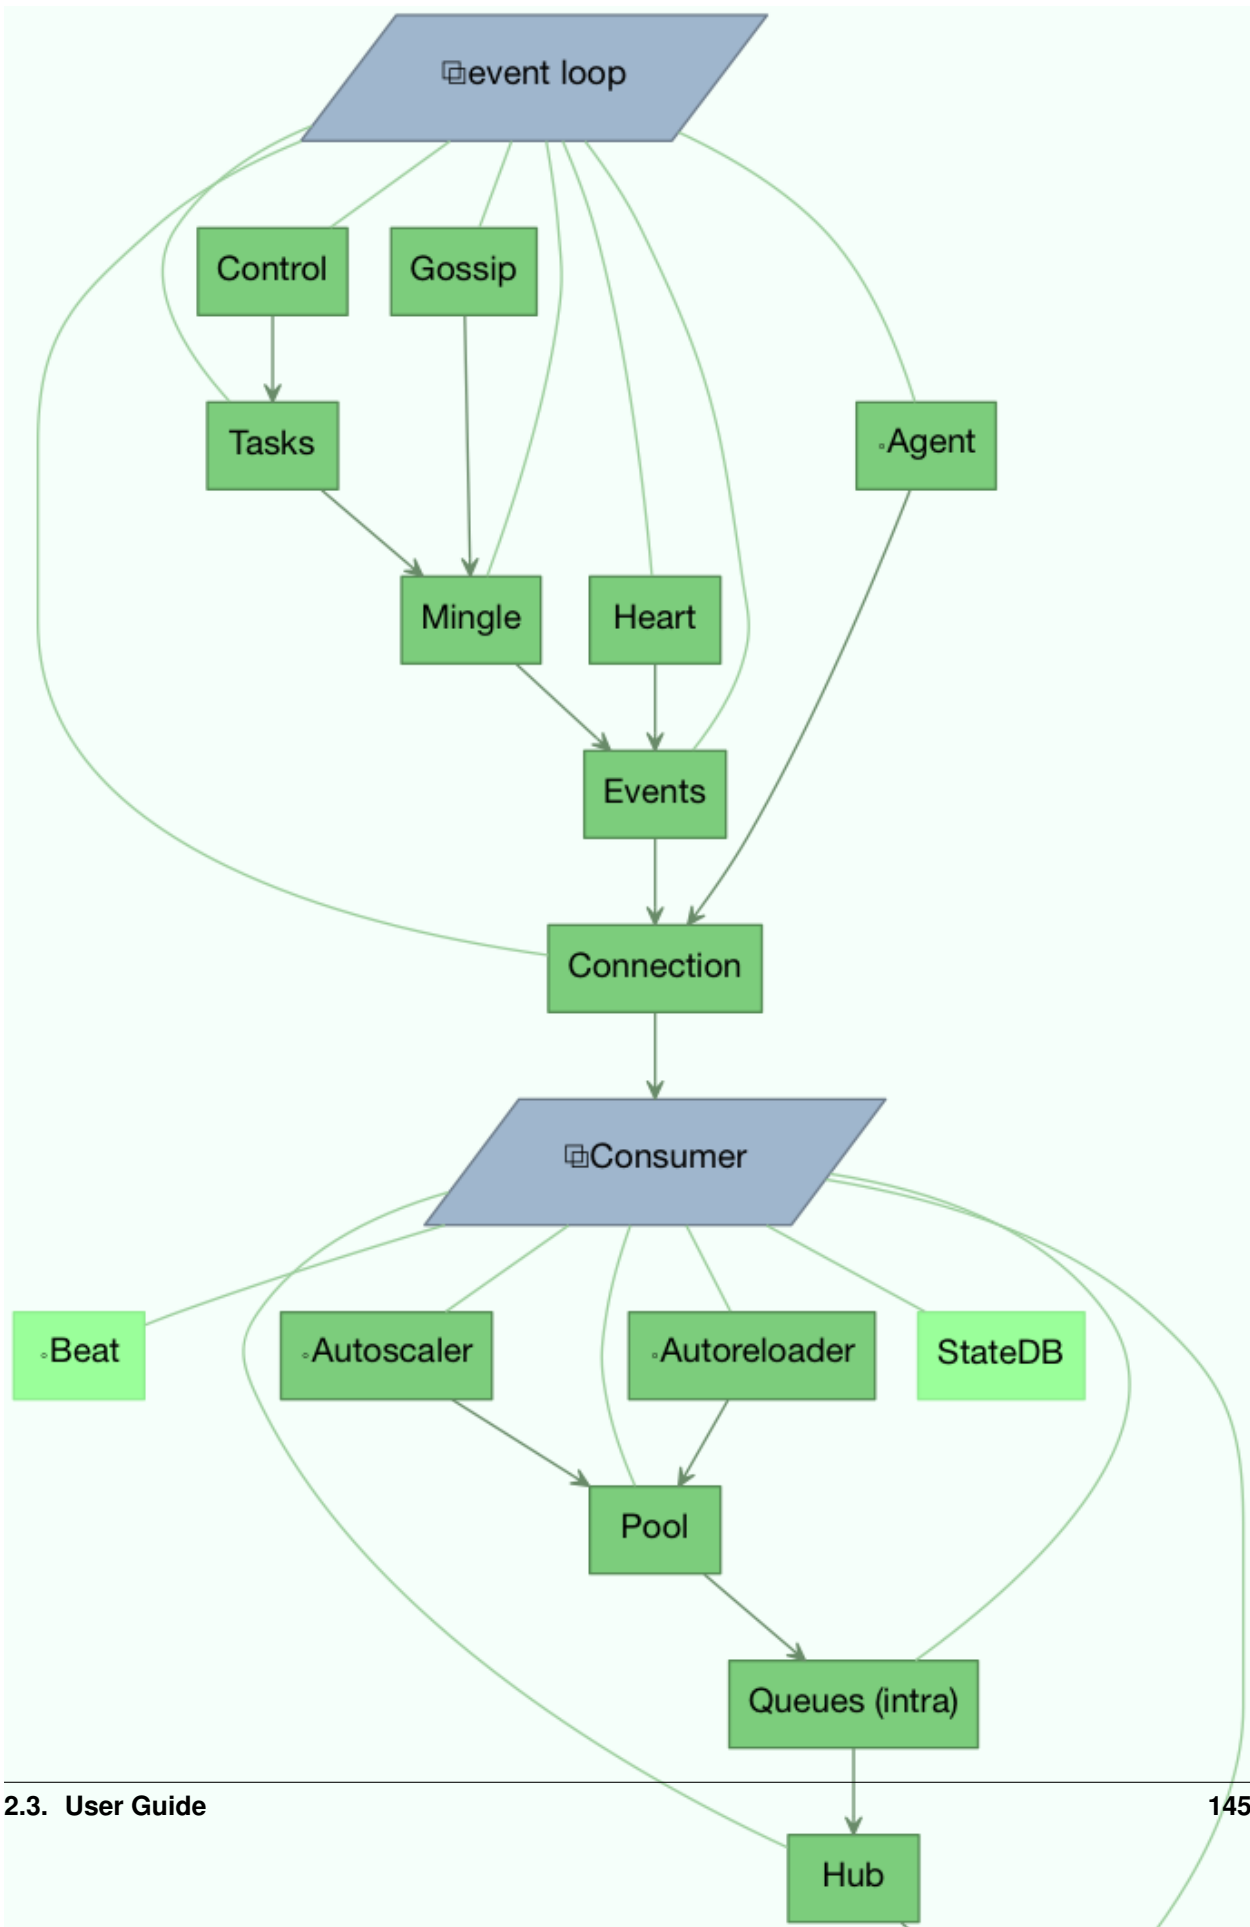 ⧉event loop
Control
Gossip
Tasks
◦Agent
Mingle
Heart
Events
Connection
⧉Consumer
◦Beat
◦Autoscaler
◦Autoreloader
StateDB
Pool
Queues (intra)
2.3. User Guide 145
Hub